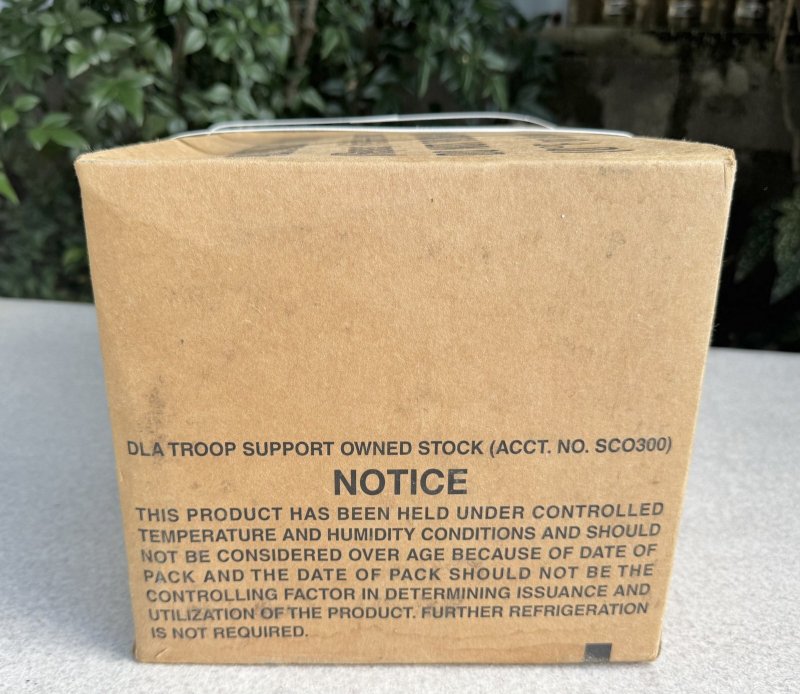 DLA TROOP SUPPORT OWNED STOCK (ACCT. NO. SCO300)
NOTICE
THIS PRODUCT HAS BEEN HELD UNDER CONTROLLED
TEMPERATURE AND HUMIDITY CONDITIONS AND SHOULD
NOT BE CONSIDERED OVER AGE BECAUSE OF DATE OF
PACK AND THE DATE OF PACK SHOULD NOT BE THE
CONTROLLING FACTOR IN DETERMINING ISSUANCE AND
UTILIZATION OF THE PRODUCT. FURTHER REFRIGERATION
IS NOT REQUIRED.